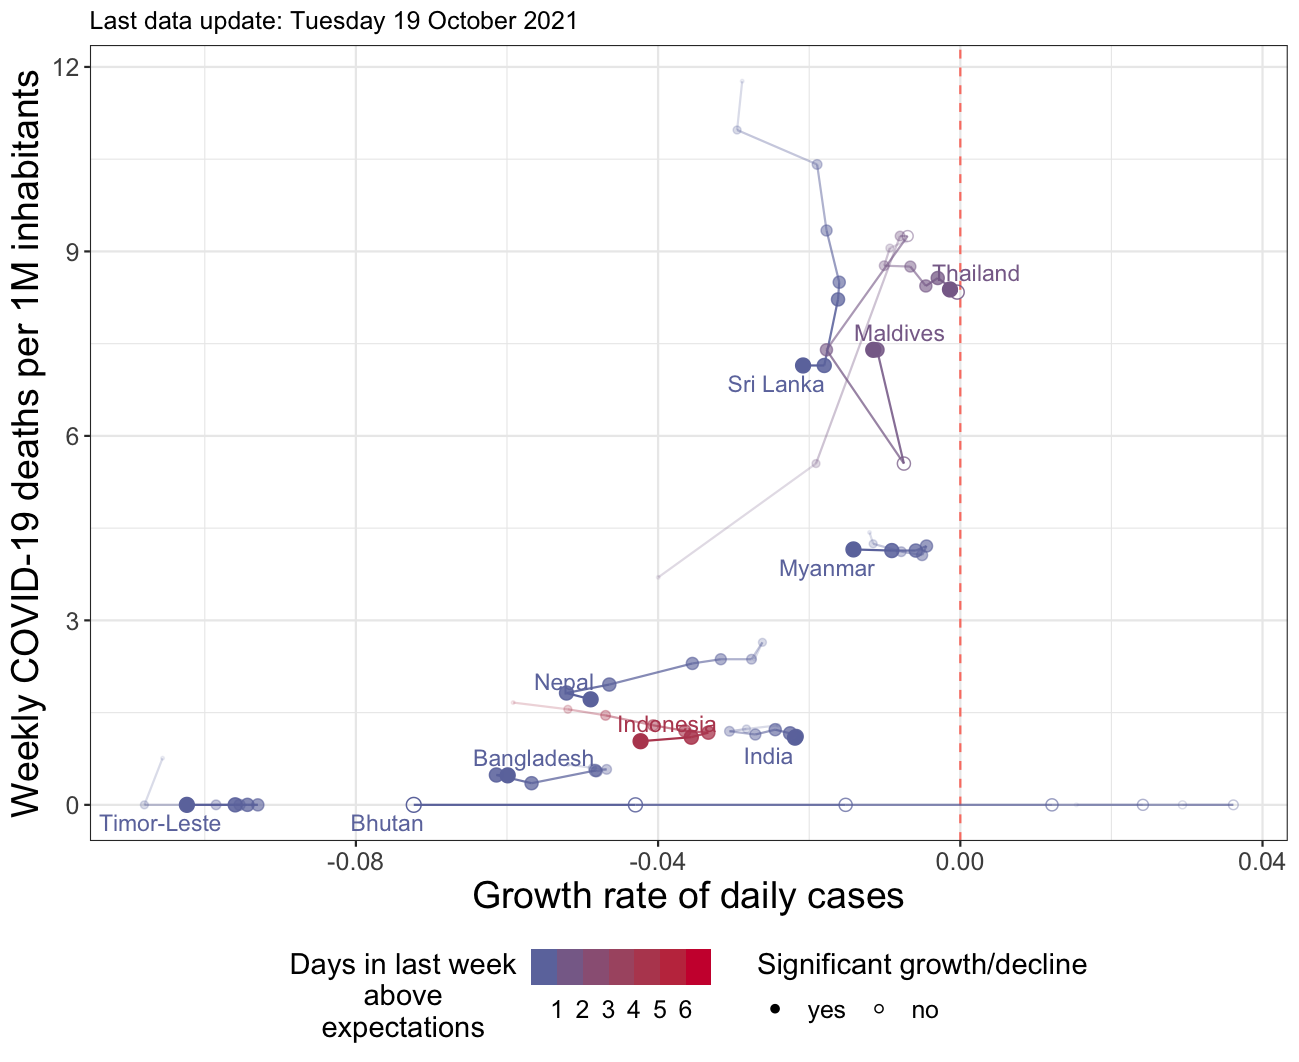 Last data update: Tuesday 19 October 2021
Weekly COVID-19 deaths per 1M inhabitants
12
9
6
3
0
Thailand
Maldives
Sri Lanka
Myanmar
Nepal
Indonesia
India
Bangladesh
Timor-Leste
Bhutan
-0.08 -0.04 0.00 0.04
Growth rate of daily cases
Days in last week
above
expectations
1 2 3 4 5 6
Significant growth/decline
yes no